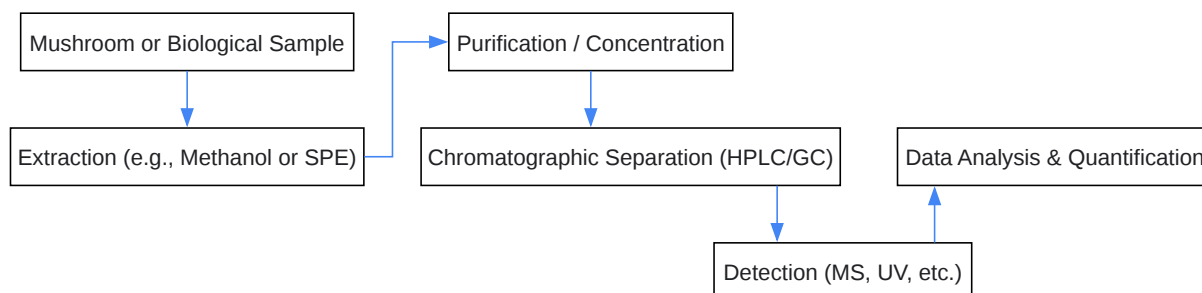 Mushroom or Biological Sample
Extraction (e.g., Methanol or SPE)
Purification / Concentration
Chromatographic Separation (HPLC/GC)
Detection (MS, UV, etc.)
Data Analysis & Quantification